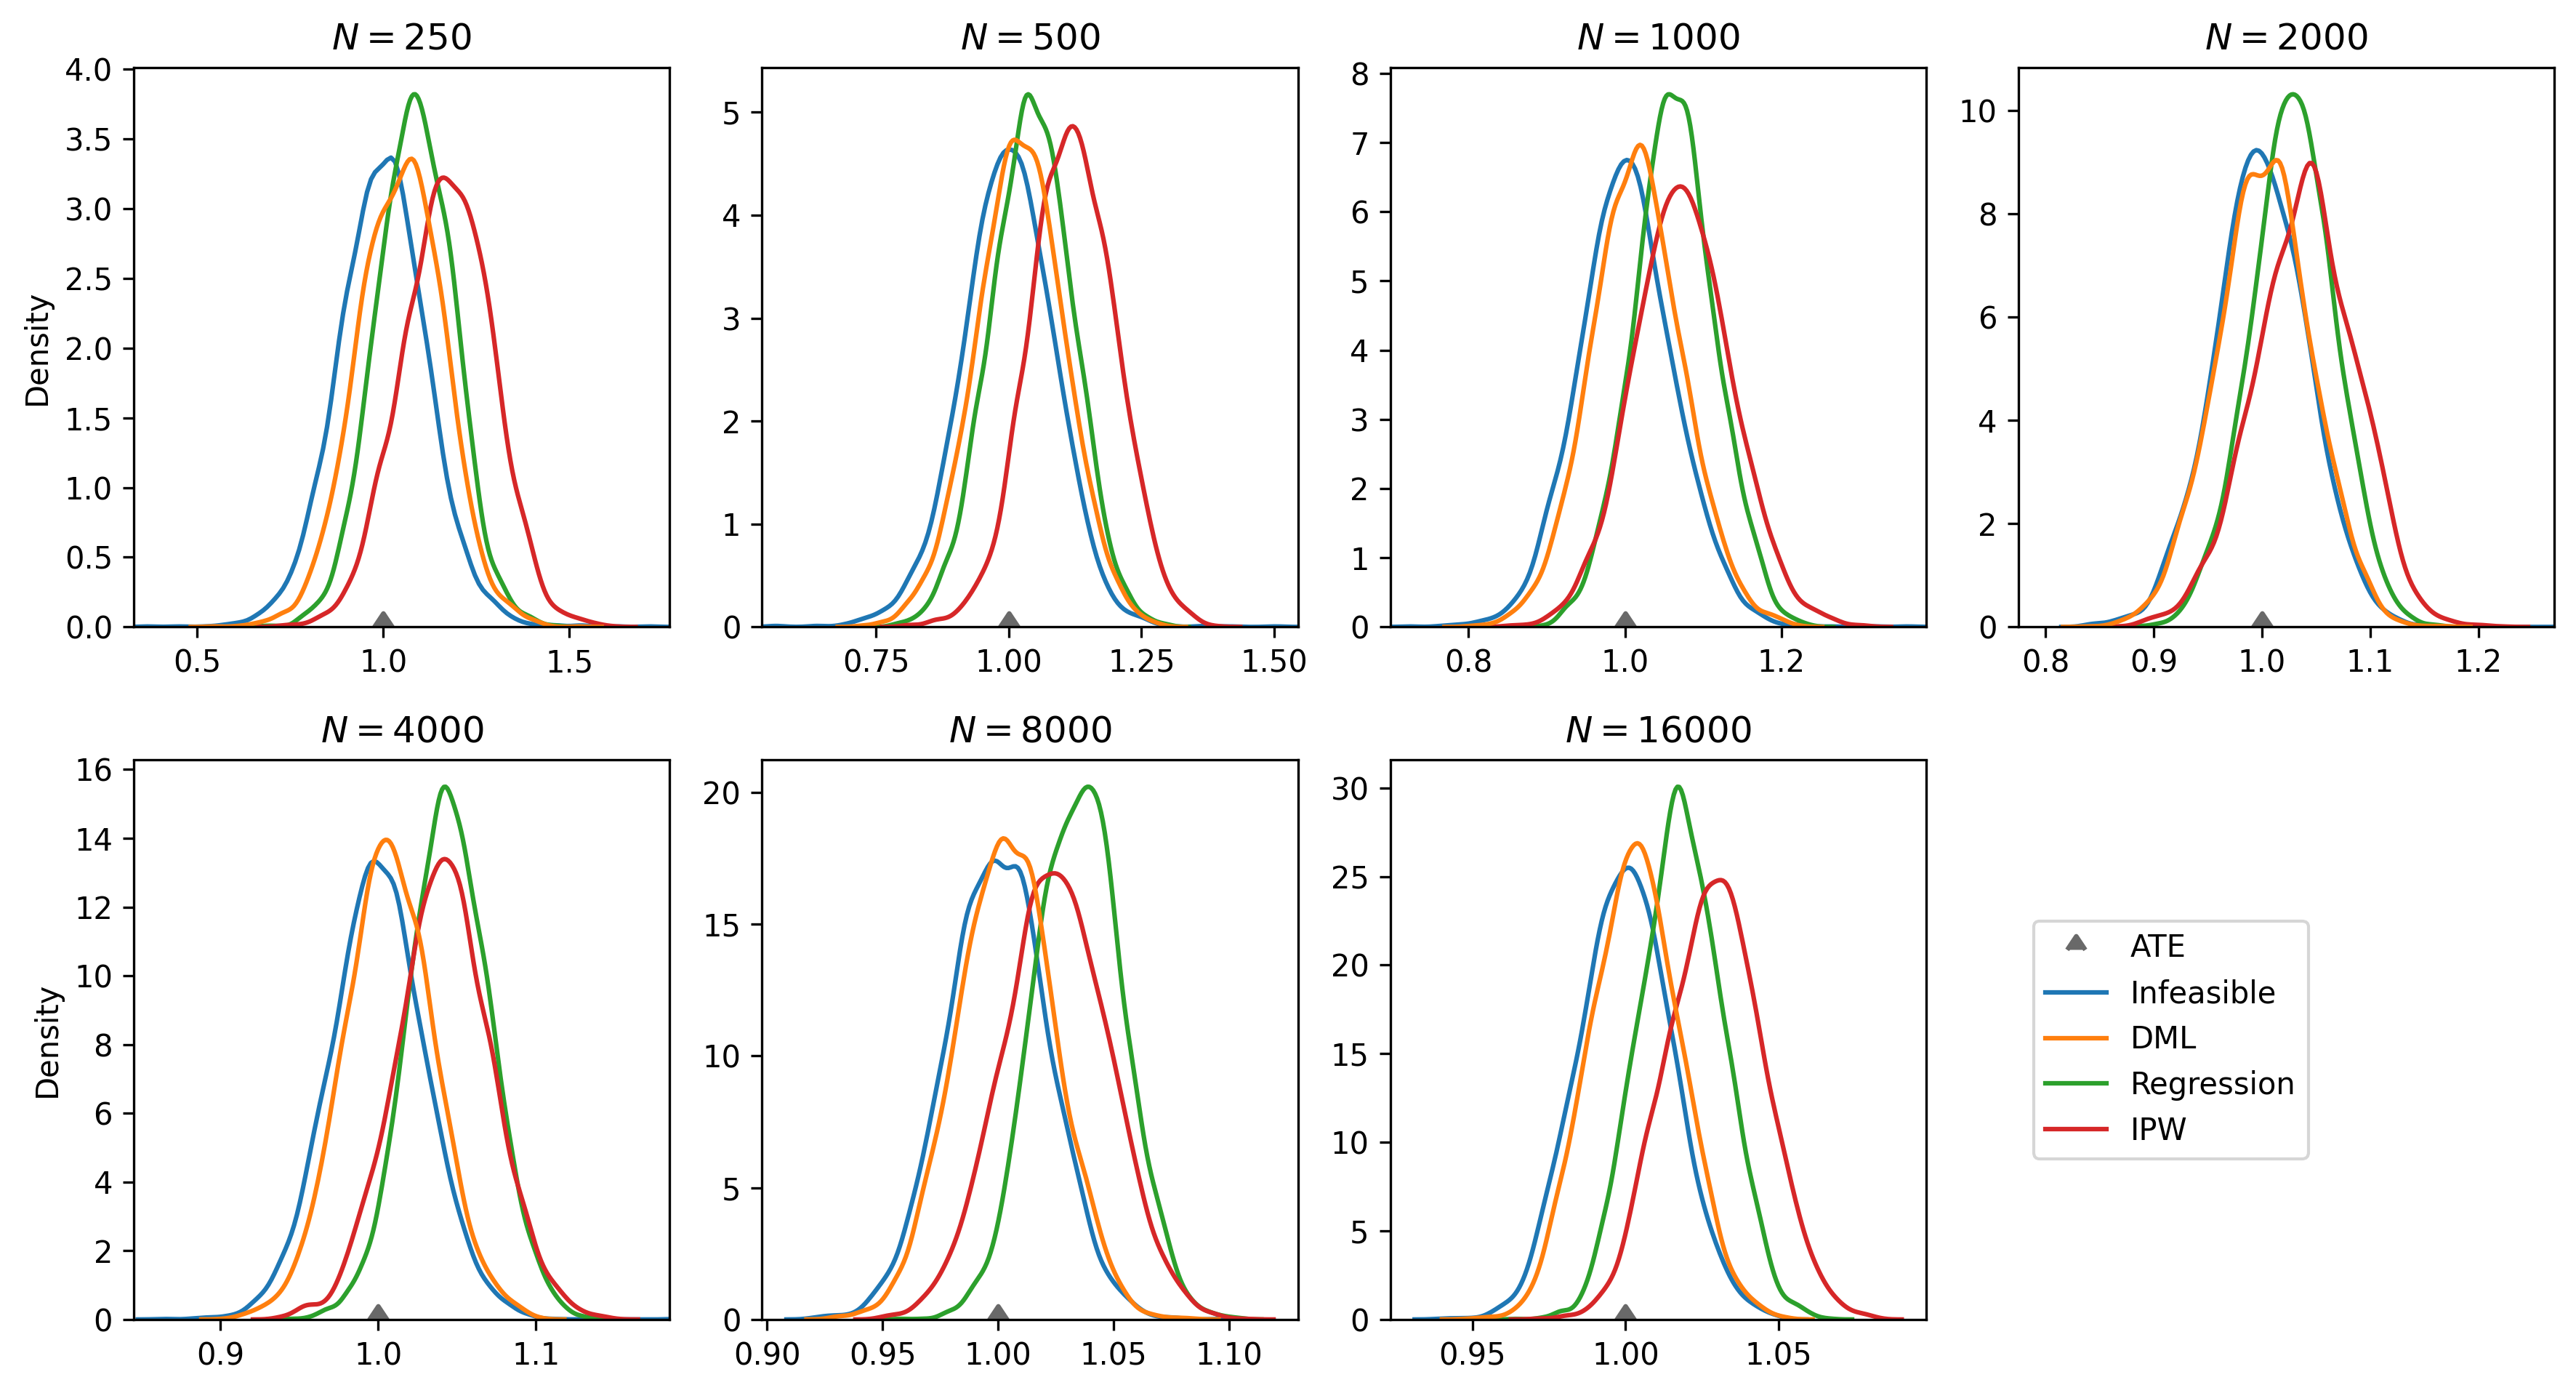 N = 250
N = 500
N = 1000
N = 2000
4.0
3.5
3.0
2.5
2.0
1.5
1.0
0.5
0.0
Density
0.5 1.0 1.5
5
4
3
2
1
0
0.75 1.00 1.25 1.50
8
7
6
5
4
3
2
1
0
0.8 1.0 1.2
10
8
6
4
2
0
0.8 0.9 1.0 1.1 1.2
N = 4000
N = 8000
N = 16000
16
14
12
10
8
6
4
2
0
Density
0.9 1.0 1.1
20
15
10
5
0
0.90 0.95 1.00 1.05 1.10
30
25
20
15
10
5
0
0.95 1.00 1.05
ATE
Infeasible
DML
Regression
IPW